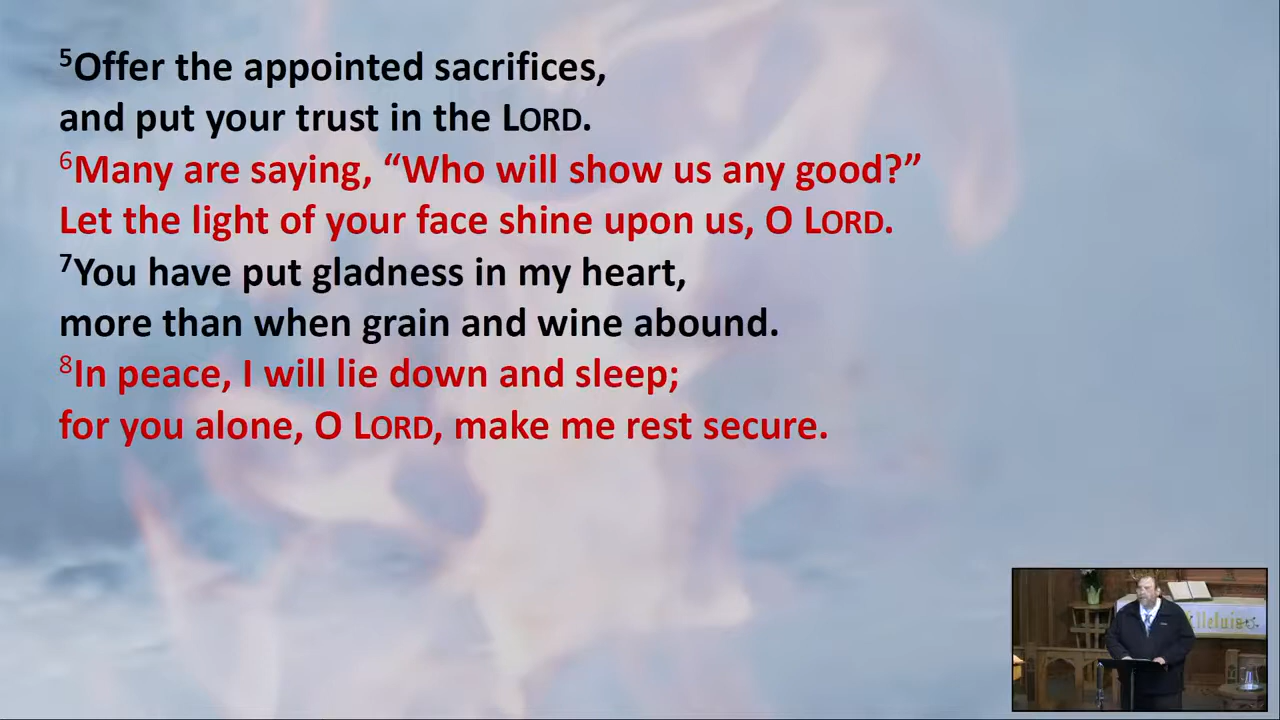 ⁵Offer the appointed sacrifices,
and put your trust in the LORD.
⁶Many are saying, “Who will show us any good?”
Let the light of your face shine upon us, O LORD.
⁷You have put gladness in my heart,
more than when grain and wine abound.
⁸In peace, I will lie down and sleep;
for you alone, O LORD, make me rest secure.